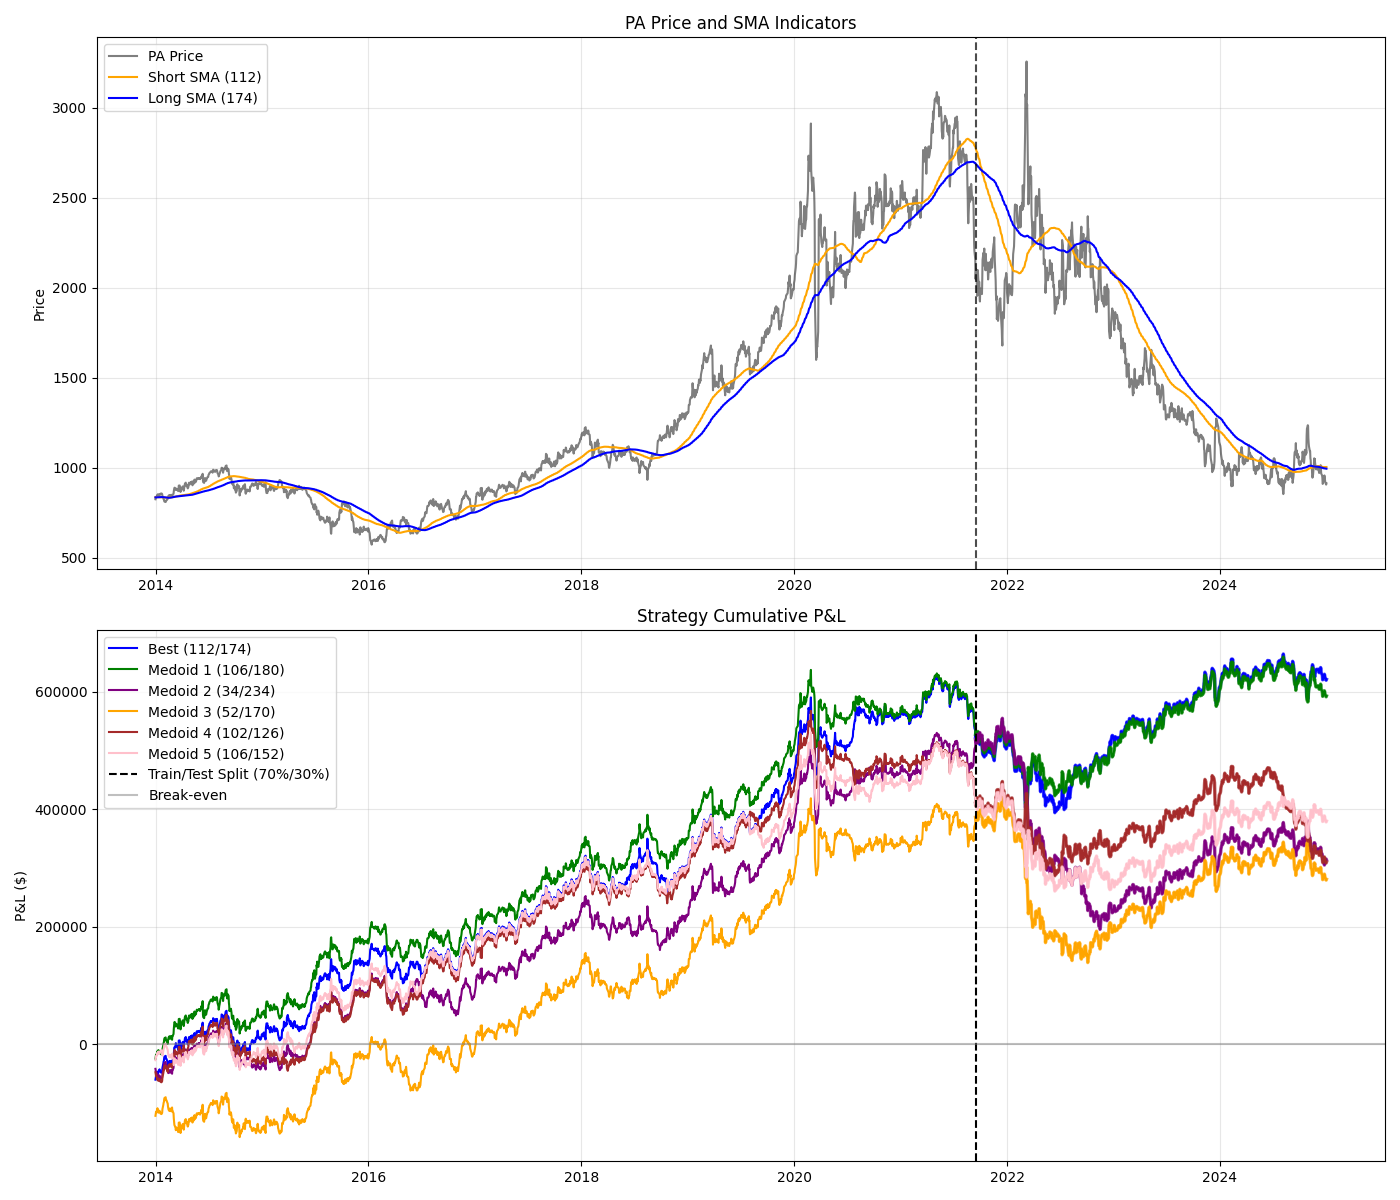 PA Price and SMA Indicators
PA Price
Short SMA (112)
Long SMA (174)
Price
3000
2500
2000
1500
1000
500
2014
2016
2018
2020
2022
2024
Strategy Cumulative P&L
Best (112/174)
Medoid 1 (106/180)
Medoid 2 (34/234)
Medoid 3 (52/170)
Medoid 4 (102/126)
Medoid 5 (106/152)
Train/Test Split (70%/30%)
Break-even
P&L ($)
600000
400000
200000
0
2014
2016
2018
2020
2022
2024